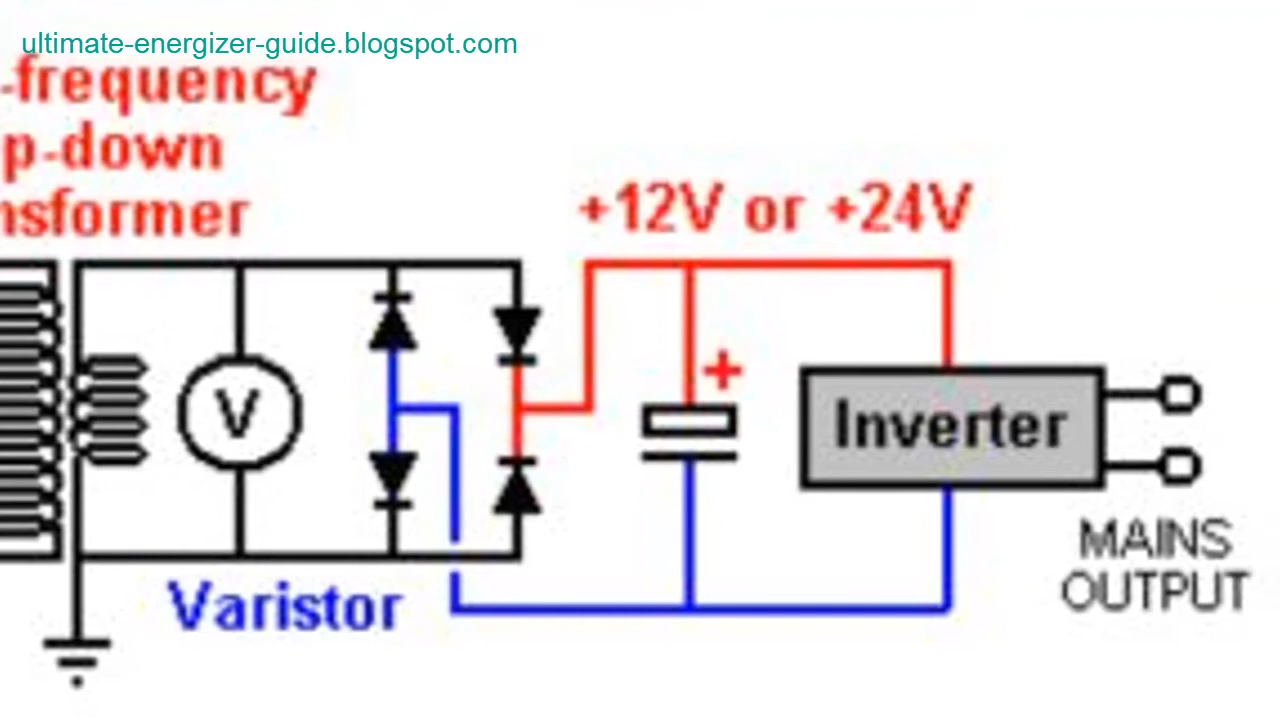 ultimate-energizer-guide.blogspot.com
-frequency
p-down
nsformer
+12V or +24V
+
V
Inverter
MAINS
OUTPUT
Varistor